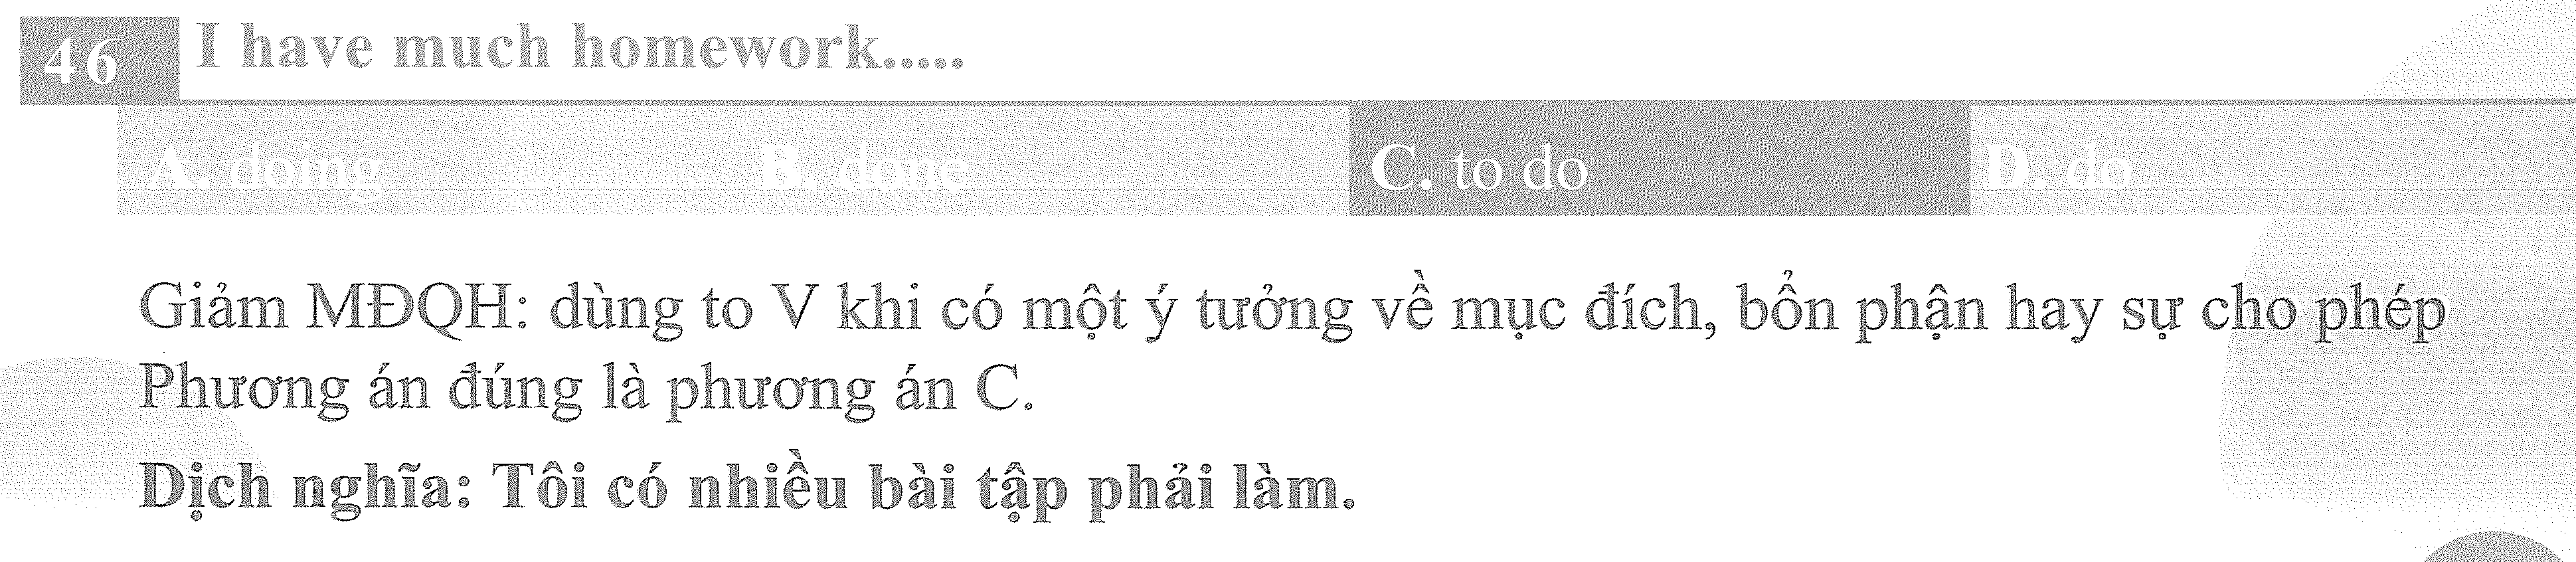 46 I have much homework.....
A. doing B. done C. to do D. do
Giảm MĐQH: dùng to V khi có một ý tưởng về mục đích, bổn phận hay sự cho phép
Phương án đúng là phương án C.
Dịch nghĩa: Tôi có nhiều bài tập phải làm.